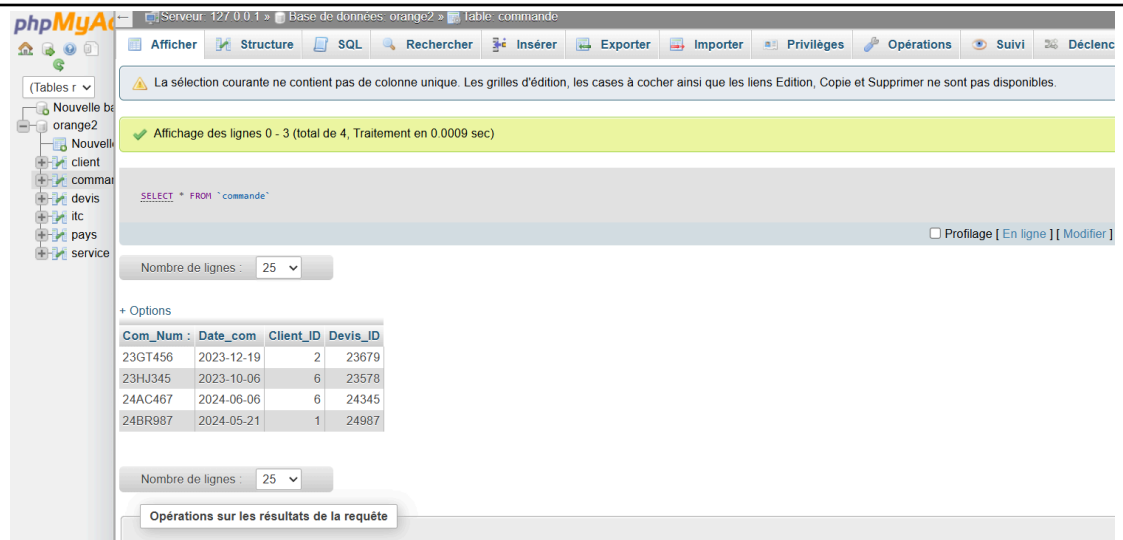 phpMyA
Serveur: 127.0.0.1 » Base de données: orange2 » Table: commande
Afficher Structure SQL Rechercher Insérer Exporter Importer Privilèges Opérations Suivi Déclenc
(Tables r
Nouvelle ba
orange2
Nouvell
client
comman
devis
itc
pays
service
La sélection courante ne contient pas de colonne unique. Les grilles d'édition, les cases à cocher ainsi que les liens Edition, Copie et Supprimer ne sont pas disponibles.
Affichage des lignes 0 - 3 (total de 4, Traitement en 0.0009 sec)
SELECT * FROM `commande`
Profilage [ En ligne ] [ Modifier ]
Nombre de lignes : 25
+ Options
Com_Num : Date_com Client_ID Devis_ID
23GT456 2023-12-19 2 23679
23HJ345 2023-10-06 6 23578
24AC467 2024-06-06 6 24345
24BR987 2024-05-21 1 24987
Nombre de lignes : 25
Opérations sur les résultats de la requête